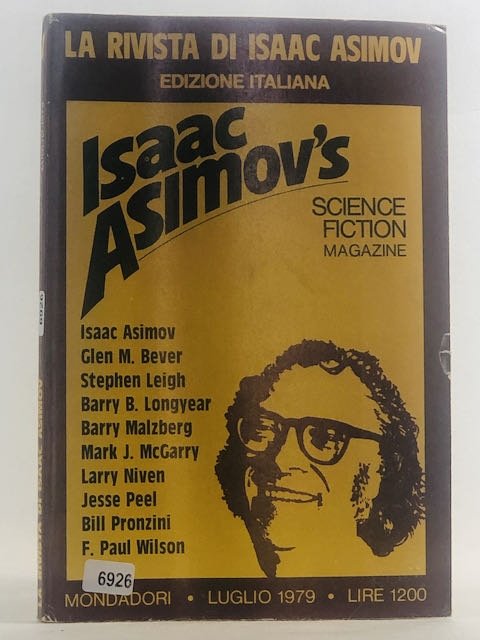 LA RIVISTA DI ISAAC ASIMOV
EDIZIONE ITALIANA
Isaac
Asimov's
SCIENCE
FICTION
MAGAZINE
Isaac Asimov
Glen M. Bever
Stephen Leigh
Barry B. Longyear
Barry Malzberg
Mark J. McGarry
Larry Niven
Jesse Peel
Bill Pronzini
F. Paul Wilson
6926
MONDADORI • LUGLIO 1979 • LIRE 1200
6926
LA RIVISTA DI ISAAC ASIMOV